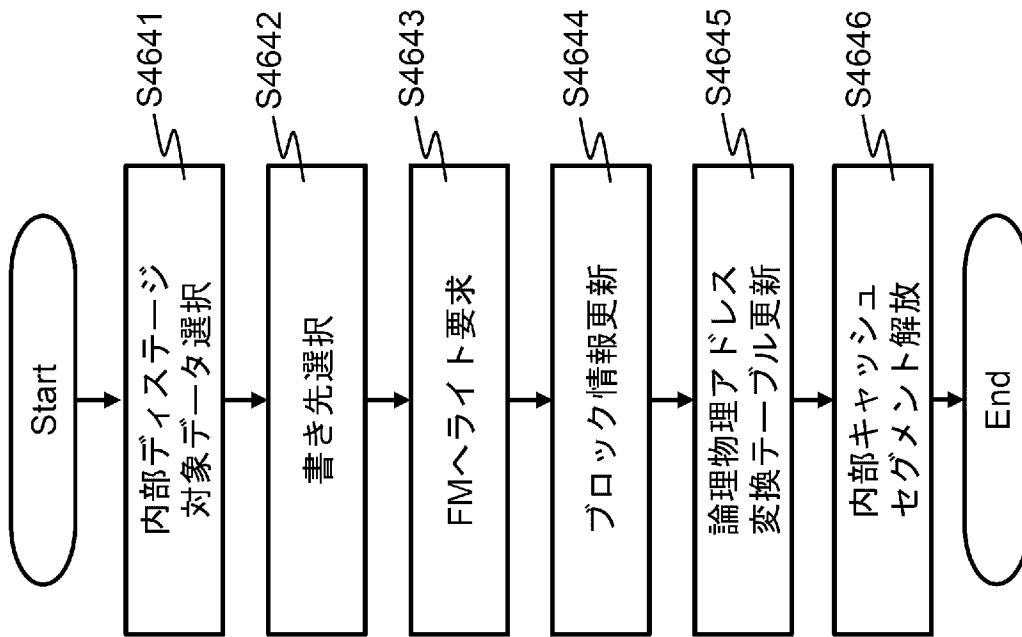 Start
内部ディステージ
対象データ選択
S4641
書き先選択
S4642
FMへライト要求
S4643
ブロック情報更新
S4644
論理物理アドレス
変換テーブル更新
S4645
内部キャッシュ
セグメント解放
S4646
End